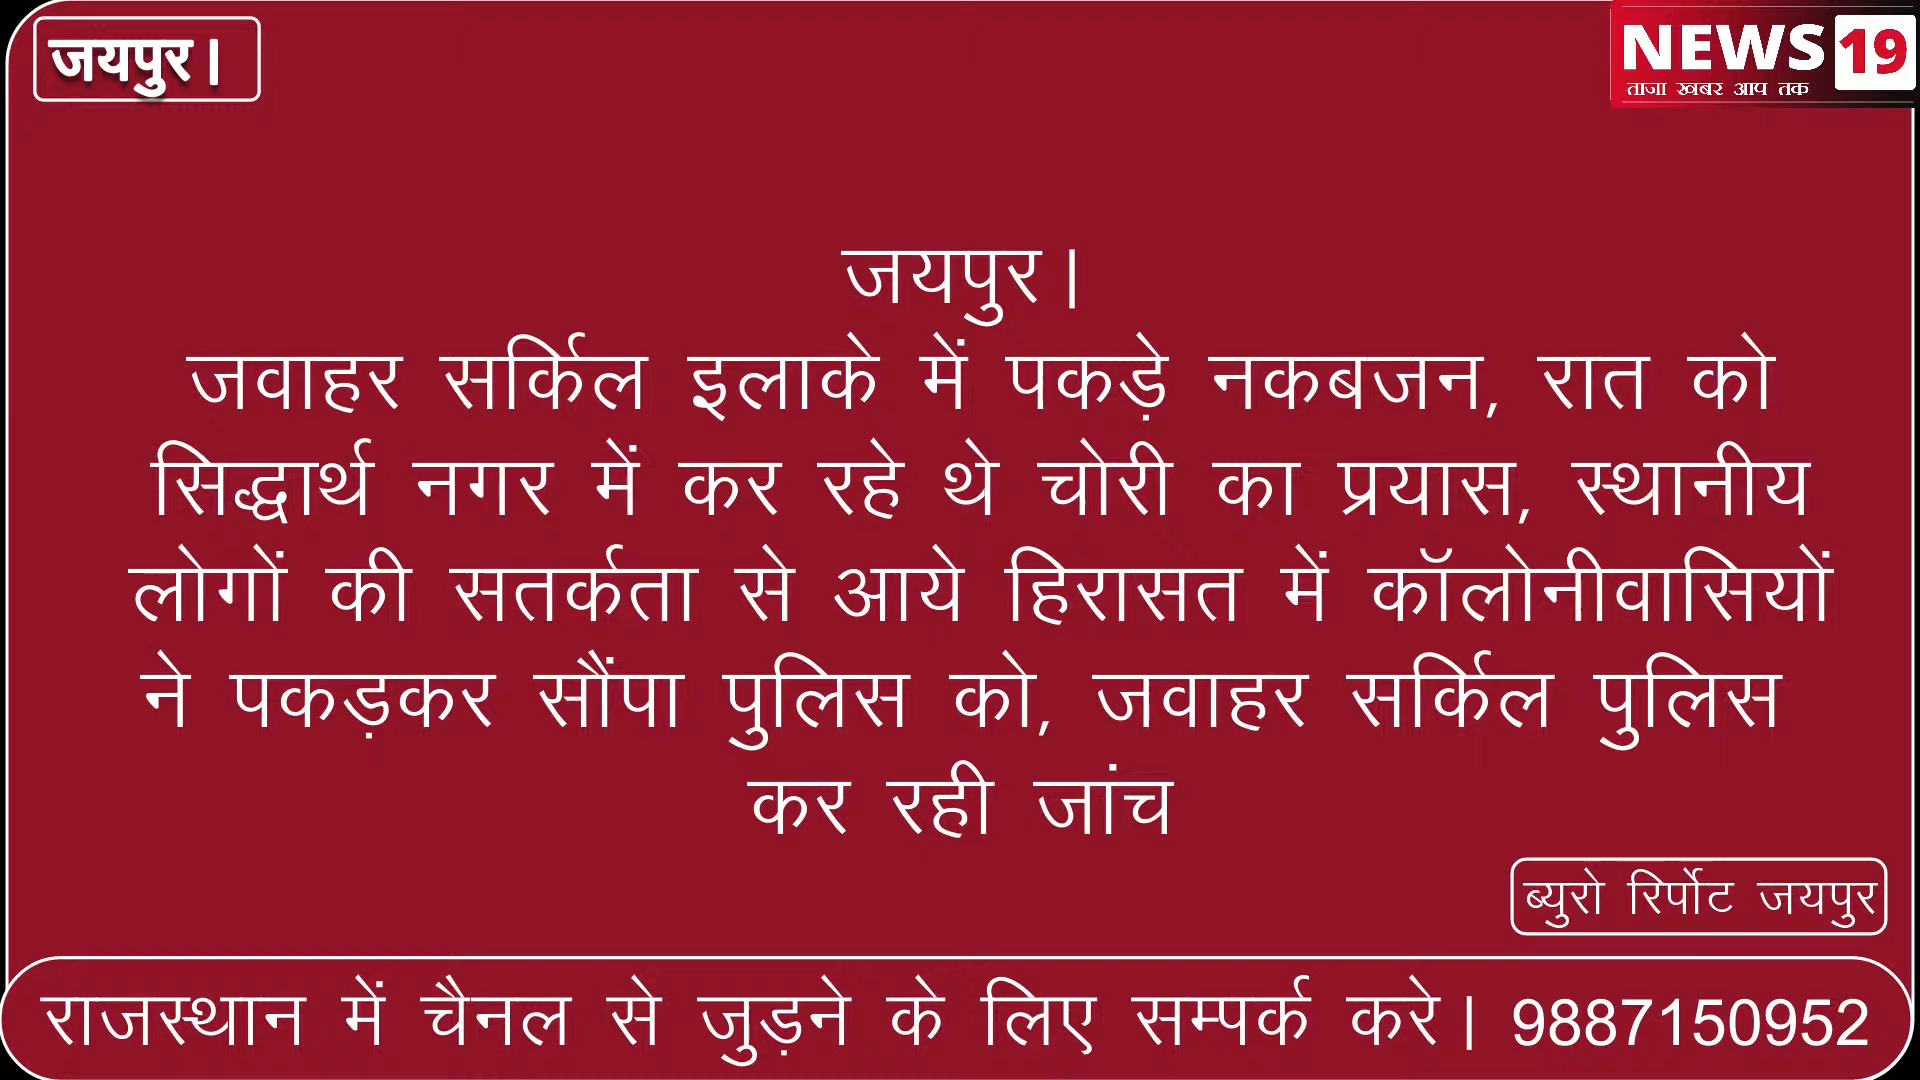 जयपुर।
NEWS 19
ताजा खबर आप तक
जयपुर।
जवाहर सर्किल इलाके में पकड़े नकबजन, रात को
सिद्धार्थ नगर में कर रहे थे चोरी का प्रयास, स्थानीय
लोगों की सतर्कता से आये हिरासत में कॉलोनीवासियों
ने पकड़कर सौंपा पुलिस को, जवाहर सर्किल पुलिस
कर रही जांच
ब्युरो रिर्पोट जयपुर
राजस्थान में चैनल से जुड़ने के लिए सम्पर्क करे। 9887150952